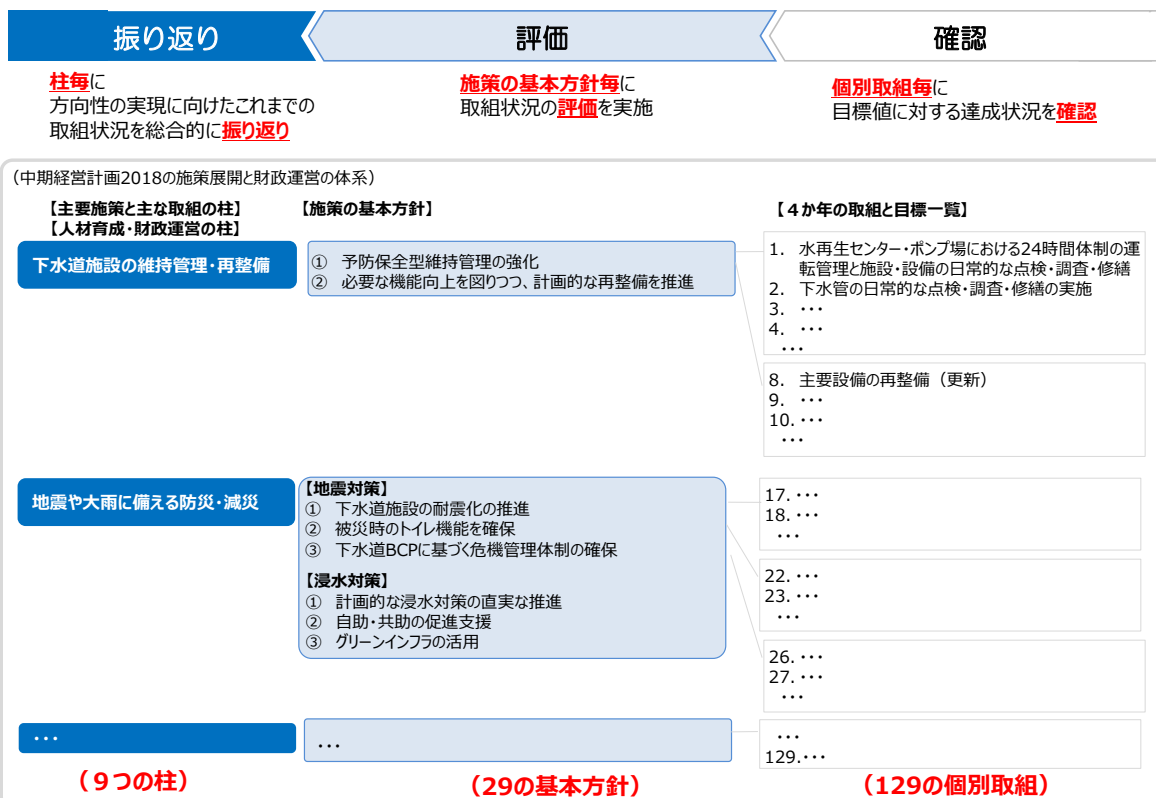 振り返り
評価
確認
柱毎に
方向性の実現に向けたこれまでの
取組状況を総合的に振り返り
施策の基本方針毎に
取組状況の評価を実施
個別取組毎に
目標値に対する達成状況を確認
（中期経営計画2018の施策展開と財政運営の体系）
【主要施策と主な取組の柱】
【人材育成・財政運営の柱】
【施策の基本方針】
【４か年の取組と目標一覧】
下水道施設の維持管理・再整備
① 予防保全型維持管理の強化
② 必要な機能向上を図りつつ、計画的な再整備を推進
1. 水再生センター・ポンプ場における24時間体制の運
転管理と施設・設備の日常的な点検・調査・修繕
2. 下水管の日常的な点検・調査・修繕の実施
3. ・・・
4. ・・・
・・・
8. 主要設備の再整備（更新）
9. ・・・
10. ・・・
・・・
地震や大雨に備える防災・減災
【地震対策】
① 下水道施設の耐震化の推進
② 被災時のトイレ機能を確保
③ 下水道BCPに基づく危機管理体制の確保
【浸水対策】
① 計画的な浸水対策の直実な推進
② 自助・共助の促進支援
③ グリーンインフラの活用
17. ・・・
18. ・・・
・・・
22. ・・・
23. ・・・
・・・
26. ・・・
27. ・・・
・・・
・・・
・・・
・・・
129.・・・
（９つの柱）
（29の基本方針）
（129の個別取組）